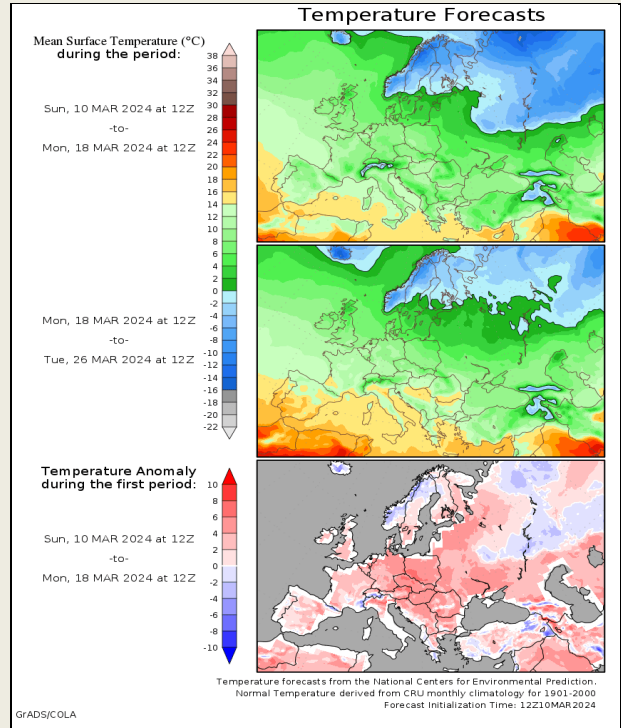 Temperature Forecasts
Mean Surface Temperature (°C)
during the period:
38
36
34
32
30
28
26
24
22
20
18
16
14
12
10
8
6
4
2
0
-2
-4
-6
-8
-10
-12
-14
-16
-18
-20
-22
Sun, 10 MAR 2024 at 12Z
-to-
Mon, 18 MAR 2024 at 12Z
Mon, 18 MAR 2024 at 12Z
-to-
Tue, 26 MAR 2024 at 12Z
Temperature Anomaly
during the first period:
10
8
6
4
2
0
-2
-4
-6
-8
-10
Sun, 10 MAR 2024 at 12Z
-to-
Mon, 18 MAR 2024 at 12Z
Temperature forecasts from the National Centers for Environmental Prediction.
Normal Temperature derived from CRU monthly climatology for 1901-2000
Forecast Initialization Time: 12Z10MAR2024
GrADS/COLA